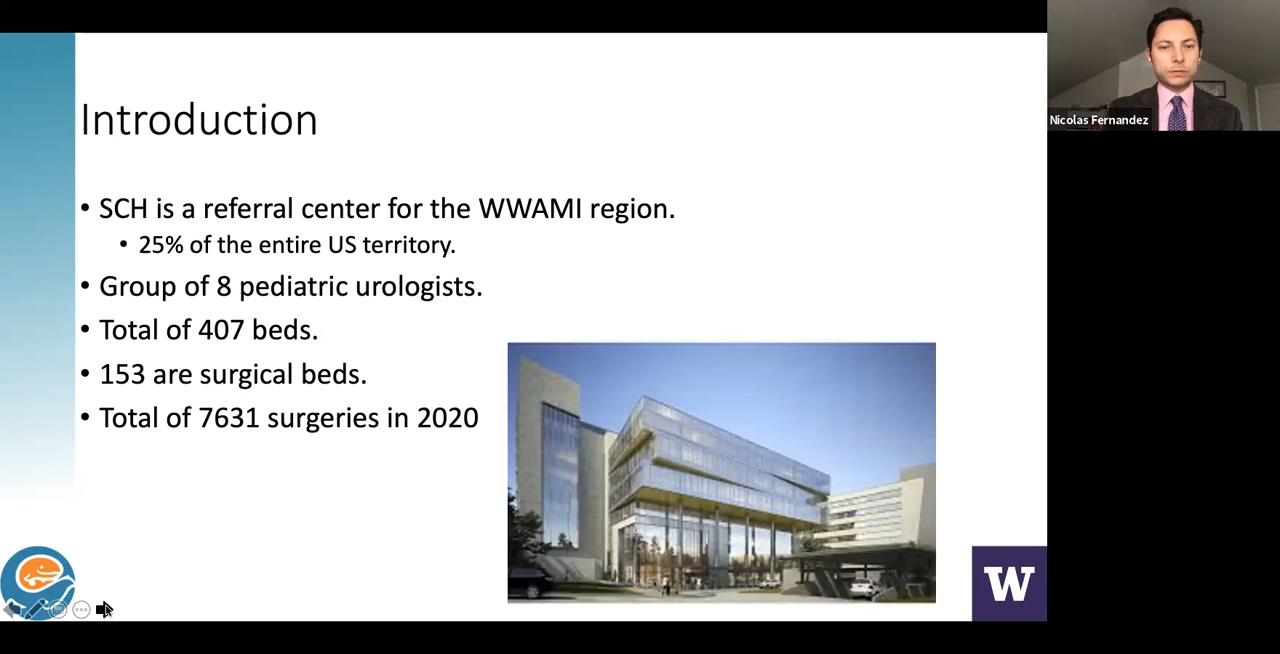 Introduction
• SCH is a referral center for the WWAMI region.
• 25% of the entire US territory.
• Group of 8 pediatric urologists.
• Total of 407 beds.
• 153 are surgical beds.
• Total of 7631 surgeries in 2020
W
Nicolas Fernandez